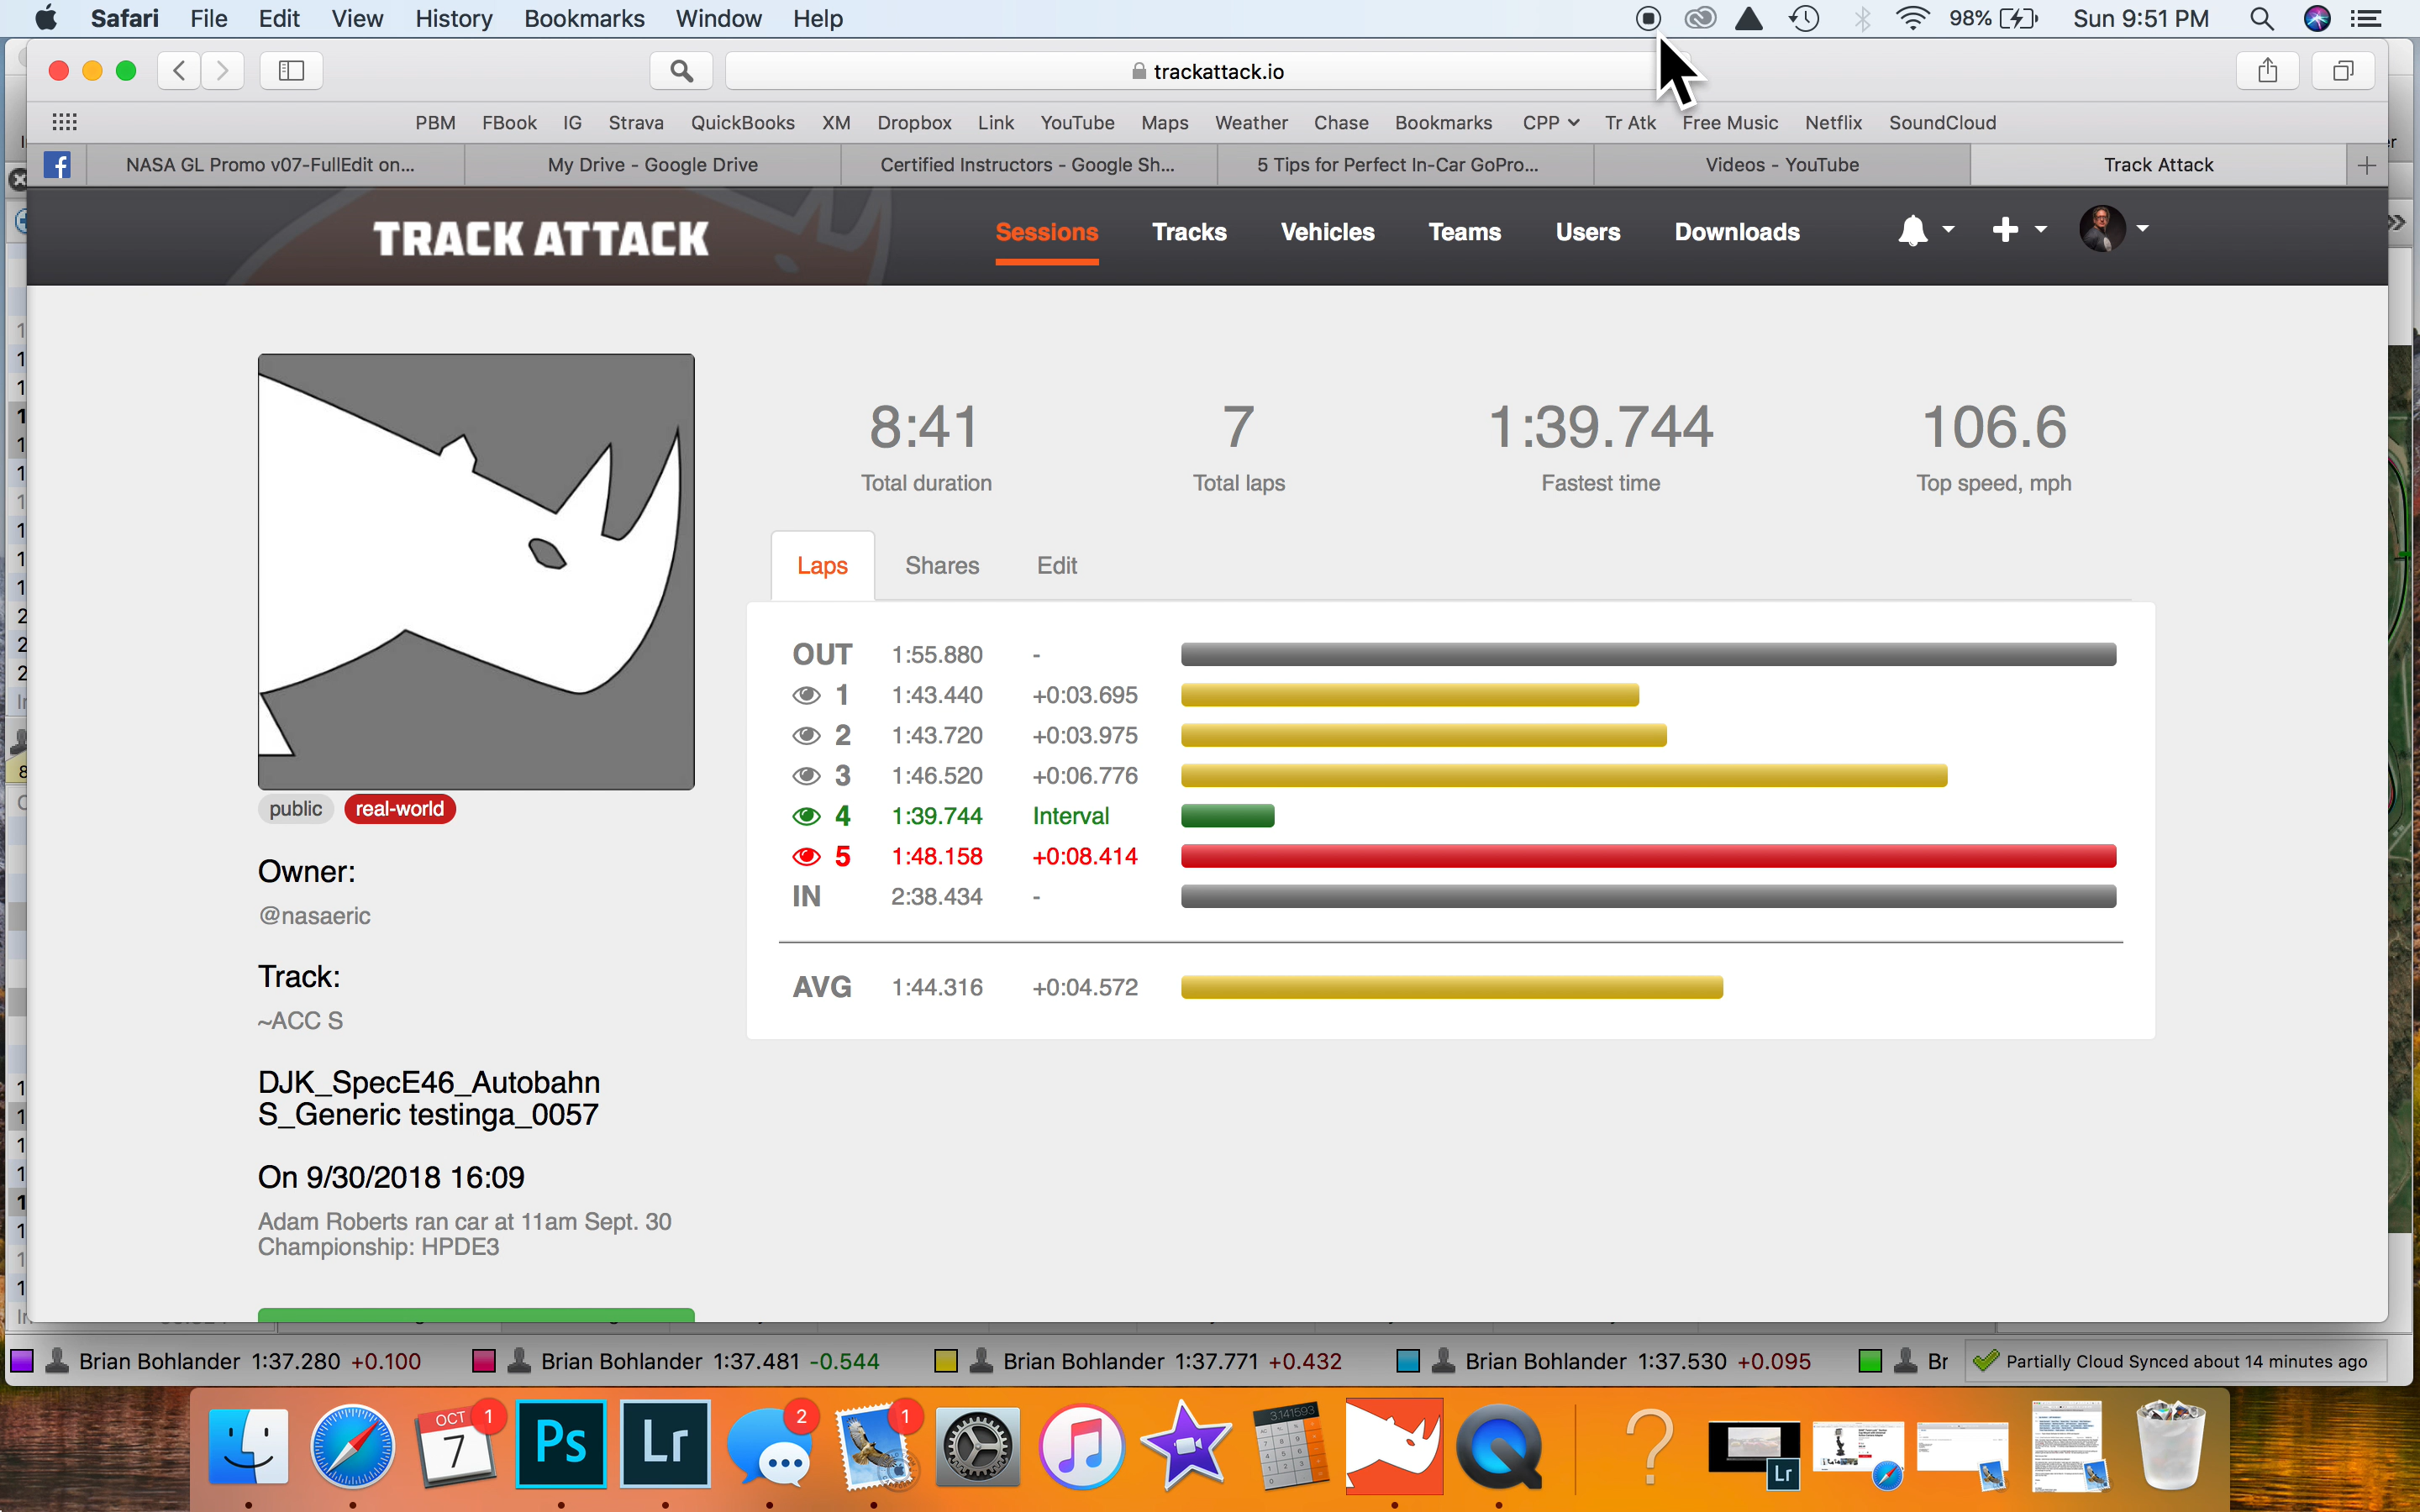 Safari File Edit View History Bookmarks Window Help 98% Sun 9:51 PM
trackattack.io
PBM FBook IG Strava QuickBooks XM Dropbox Link YouTube Maps Weather Chase Bookmarks CPP Tr Atk Free Music Netflix SoundCloud
NASA GL Promo v07-FullEdit on... My Drive - Google Drive Certified Instructors - Google Sh... 5 Tips for Perfect In-Car GoPro... Videos - YouTube Track Attack
TRACK ATTACK Sessions Tracks Vehicles Teams Users Downloads
8:41 7 1:39.744 106.6
Total duration Total laps Fastest time Top speed, mph
Laps Shares Edit
OUT 1:55.880 -
1 1:43.440 +0:03.695
2 1:43.720 +0:03.975
3 1:46.520 +0:06.776
4 1:39.744 Interval
5 1:48.158 +0:08.414
IN 2:38.434 -
AVG 1:44.316 +0:04.572
public real-world
Owner:
@nasaeric
Track:
~ACC S
DJK_SpecE46_Autobahn
S_Generic testinga_0057
On 9/30/2018 16:09
Adam Roberts ran car at 11am Sept. 30
Championship: HPDE3
Brian Bohlander 1:37.280 +0.100 Brian Bohlander 1:37.481 -0.544 Brian Bohlander 1:37.771 +0.432 Brian Bohlander 1:37.530 +0.095 Br Partially Cloud Synced about 14 minutes ago
OCT 1 2 1 3.141593
7 Ps Lr Lr